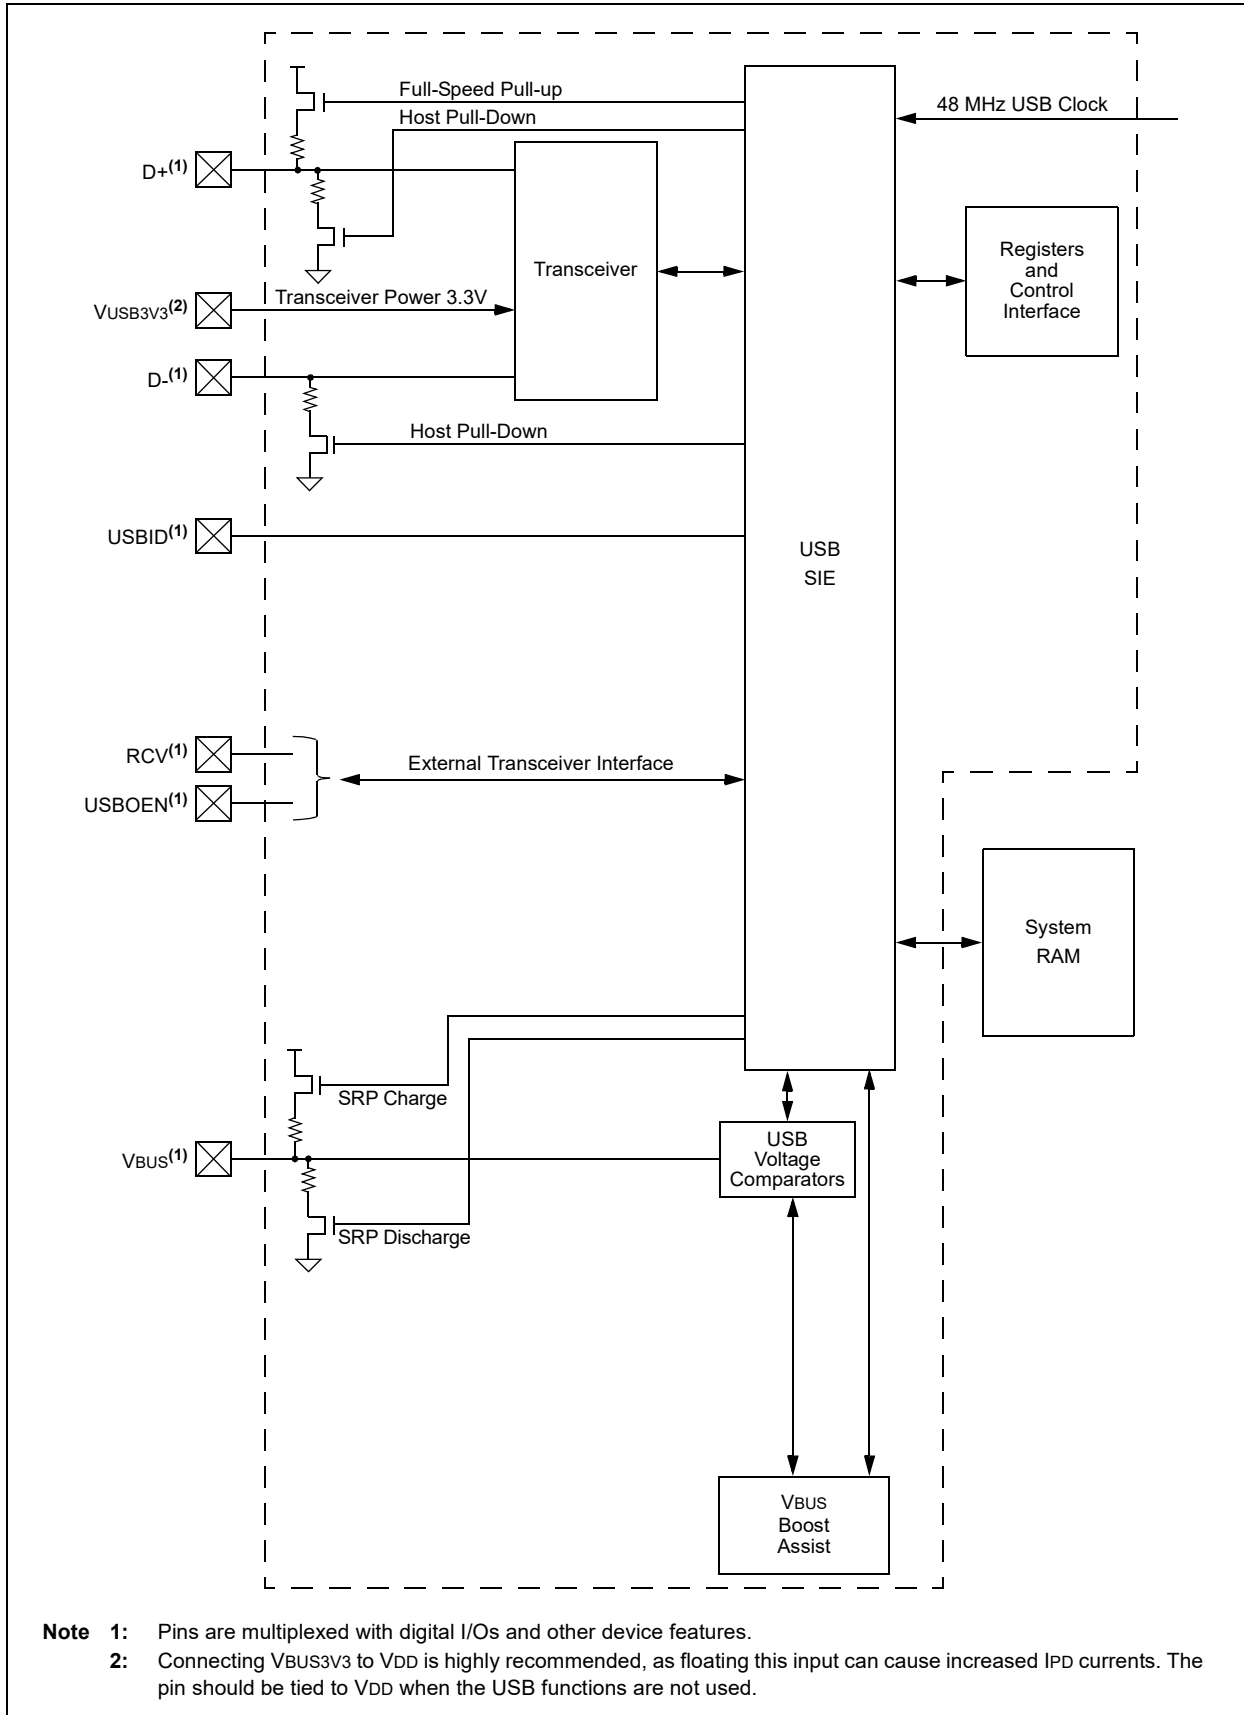 Full-Speed Pull-up
48 MHz USB Clock
Host Pull-Down
D+(1)
Transceiver
Registers
and
Control
Interface
Transceiver Power 3.3V
VUSB3V3(2)
D-(1)
Host Pull-Down
USBID(1)
USB
SIE
RCV(1)
External Transceiver Interface
USBOEN(1)
System
RAM
SRP Charge
VBUS(1)
USB
Voltage
Comparators
SRP Discharge
VBUS
Boost
Assist
Note 1: Pins are multiplexed with digital I/Os and other device features.
2: Connecting VBUS3V3 to VDD is highly recommended, as floating this input can cause increased IPD currents. The
pin should be tied to VDD when the USB functions are not used.